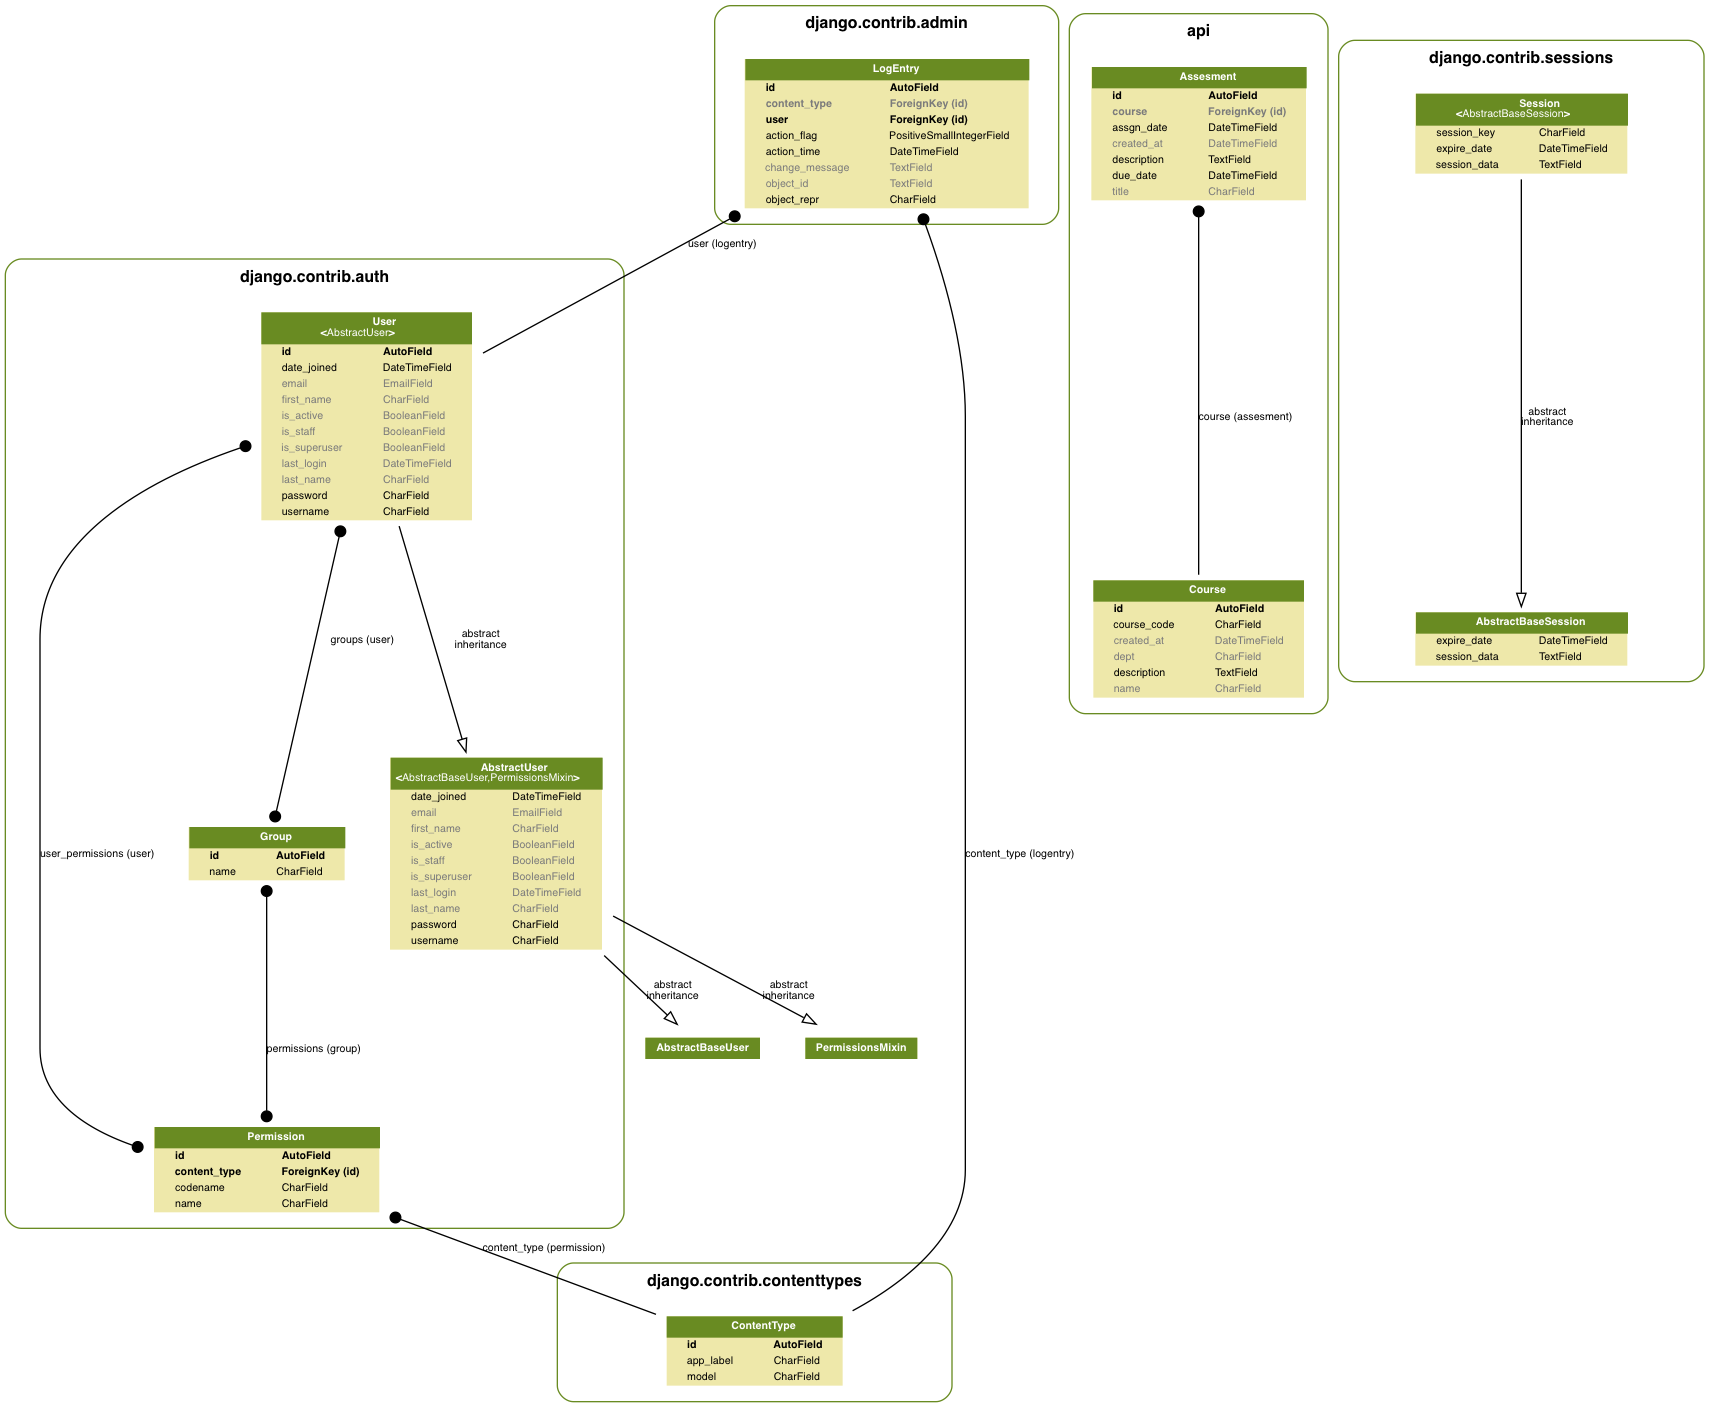 django.contrib.admin
LogEntry
id AutoField
content_type ForeignKey (id)
user ForeignKey (id)
action_flag PositiveSmallIntegerField
action_time DateTimeField
change_message TextField
object_id TextField
object_repr CharField
api
Assesment
id AutoField
course ForeignKey (id)
assgn_date DateTimeField
created_at DateTimeField
description TextField
due_date DateTimeField
title CharField
course (assesment)
Course
id AutoField
course_code CharField
created_at DateTimeField
dept CharField
description TextField
name CharField
django.contrib.sessions
Session
<AbstractBaseSession>
session_key CharField
expire_date DateTimeField
session_data TextField
abstract
inheritance
AbstractBaseSession
expire_date DateTimeField
session_data TextField
user (logentry)
django.contrib.auth
User
<AbstractUser>
id AutoField
date_joined DateTimeField
email EmailField
first_name CharField
is_active BooleanField
is_staff BooleanField
is_superuser BooleanField
last_login DateTimeField
last_name CharField
password CharField
username CharField
groups (user)
abstract
inheritance
AbstractUser
<AbstractBaseUser,PermissionsMixin>
date_joined DateTimeField
email EmailField
first_name CharField
is_active BooleanField
is_staff BooleanField
is_superuser BooleanField
last_login DateTimeField
last_name CharField
password CharField
username CharField
Group
id AutoField
name CharField
user_permissions (user)
content_type (logentry)
abstract
inheritance
abstract
inheritance
AbstractBaseUser
PermissionsMixin
permissions (group)
Permission
id AutoField
content_type ForeignKey (id)
codename CharField
name CharField
content_type (permission)
django.contrib.contenttypes
ContentType
id AutoField
app_label CharField
model CharField